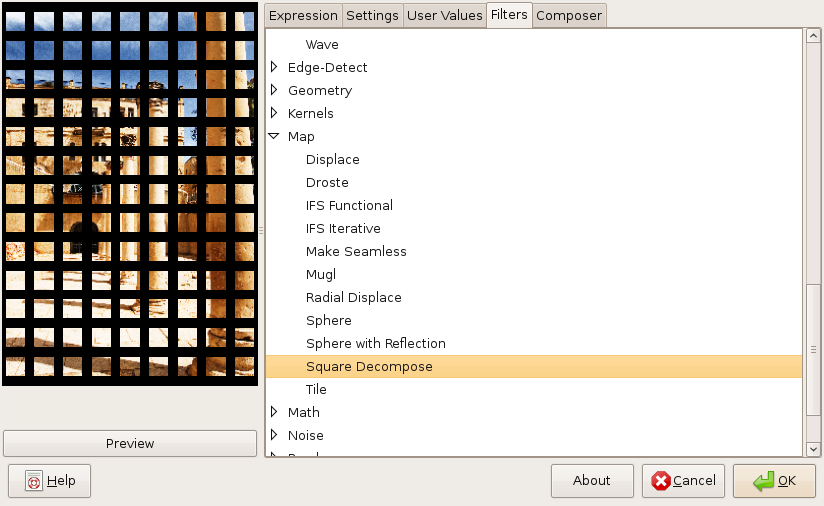 Expression Settings User Values Filters Composer
Wave
Edge-Detect
Geometry
Kernels
Map
Displace
Droste
IFS Functional
IFS Iterative
Make Seamless
Mugl
Radial Displace
Sphere
Sphere with Reflection
Square Decompose
Tile
Math
Noise
Preview
Help About Cancel OK